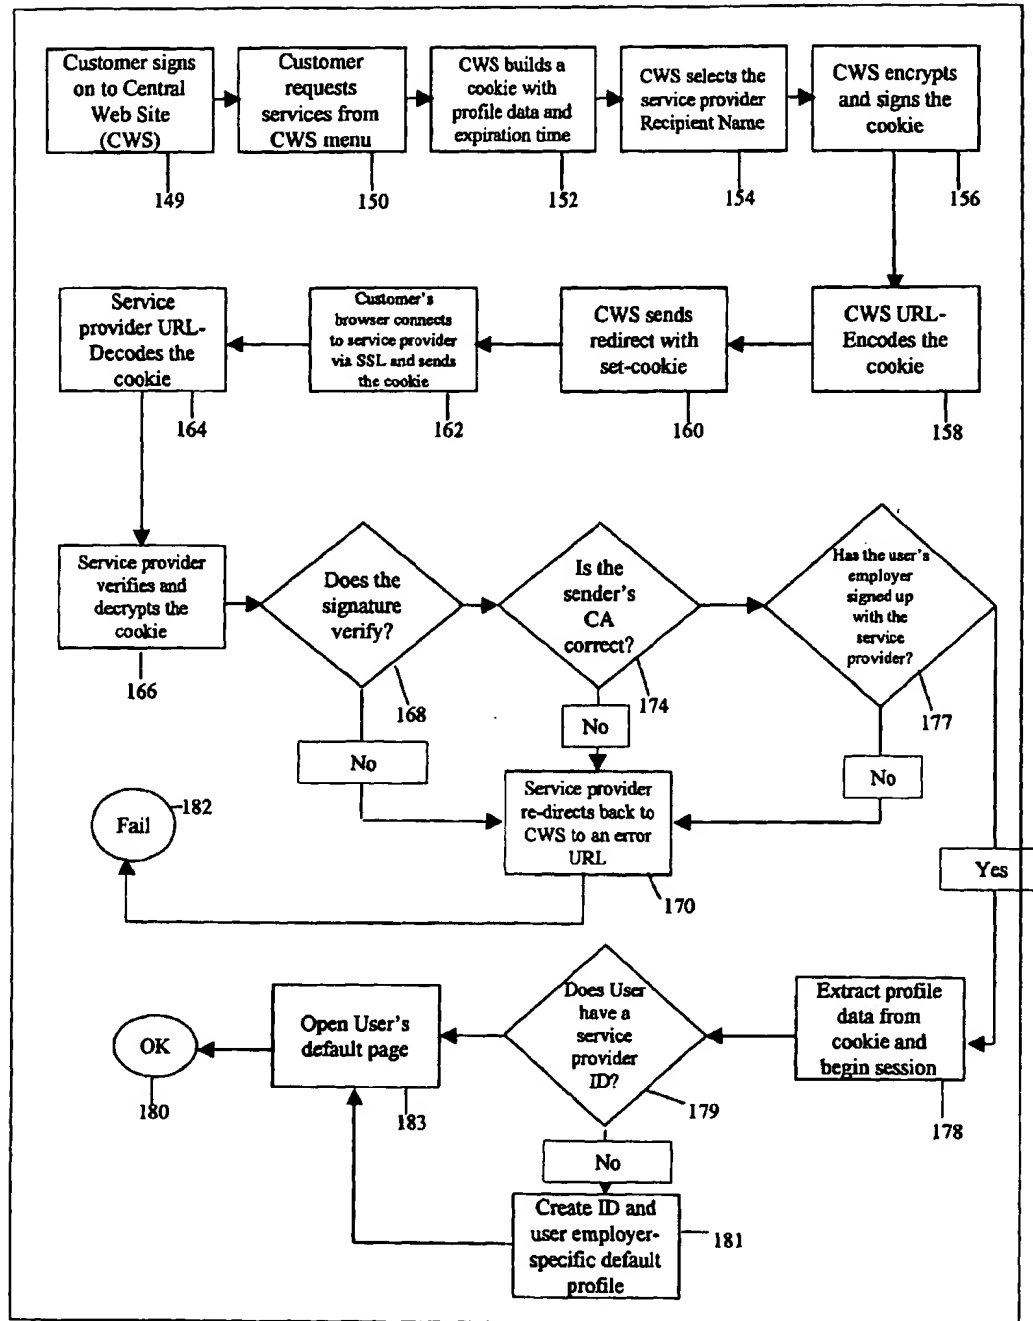 Customer signs
on to Central
Web Site
(CWS)
149
Customer
requests
services from
CWS menu
150
CWS builds a
cookie with
profile data and
expiration time
152
CWS selects the
service provider
Recipient Name
154
CWS encrypts
and signs the
cookie
156
Service
provider URL-
Decodes the
cookie
164
Customer's
browser connects
to service provider
via SSL and sends
the cookie
162
CWS sends
redirect with
set-cookie
160
CWS URL-
Encodes the
cookie
158
Service provider
verifies and
decrypts the
cookie
166
Does the
signature
verify?
168
Is the
sender's
CA
correct?
174
Has the user's
employer
signed up
with the
service
provider?
177
No
No
No
Fail
182
Service provider
re-directs back to
CWS to an error
URL
170
Yes
OK
180
Open User's
default page
183
Does User
have a
service
provider
ID?
179
Extract profile
data from
cookie and
begin session
178
No
Create ID and
user employer-
specific default
profile
181